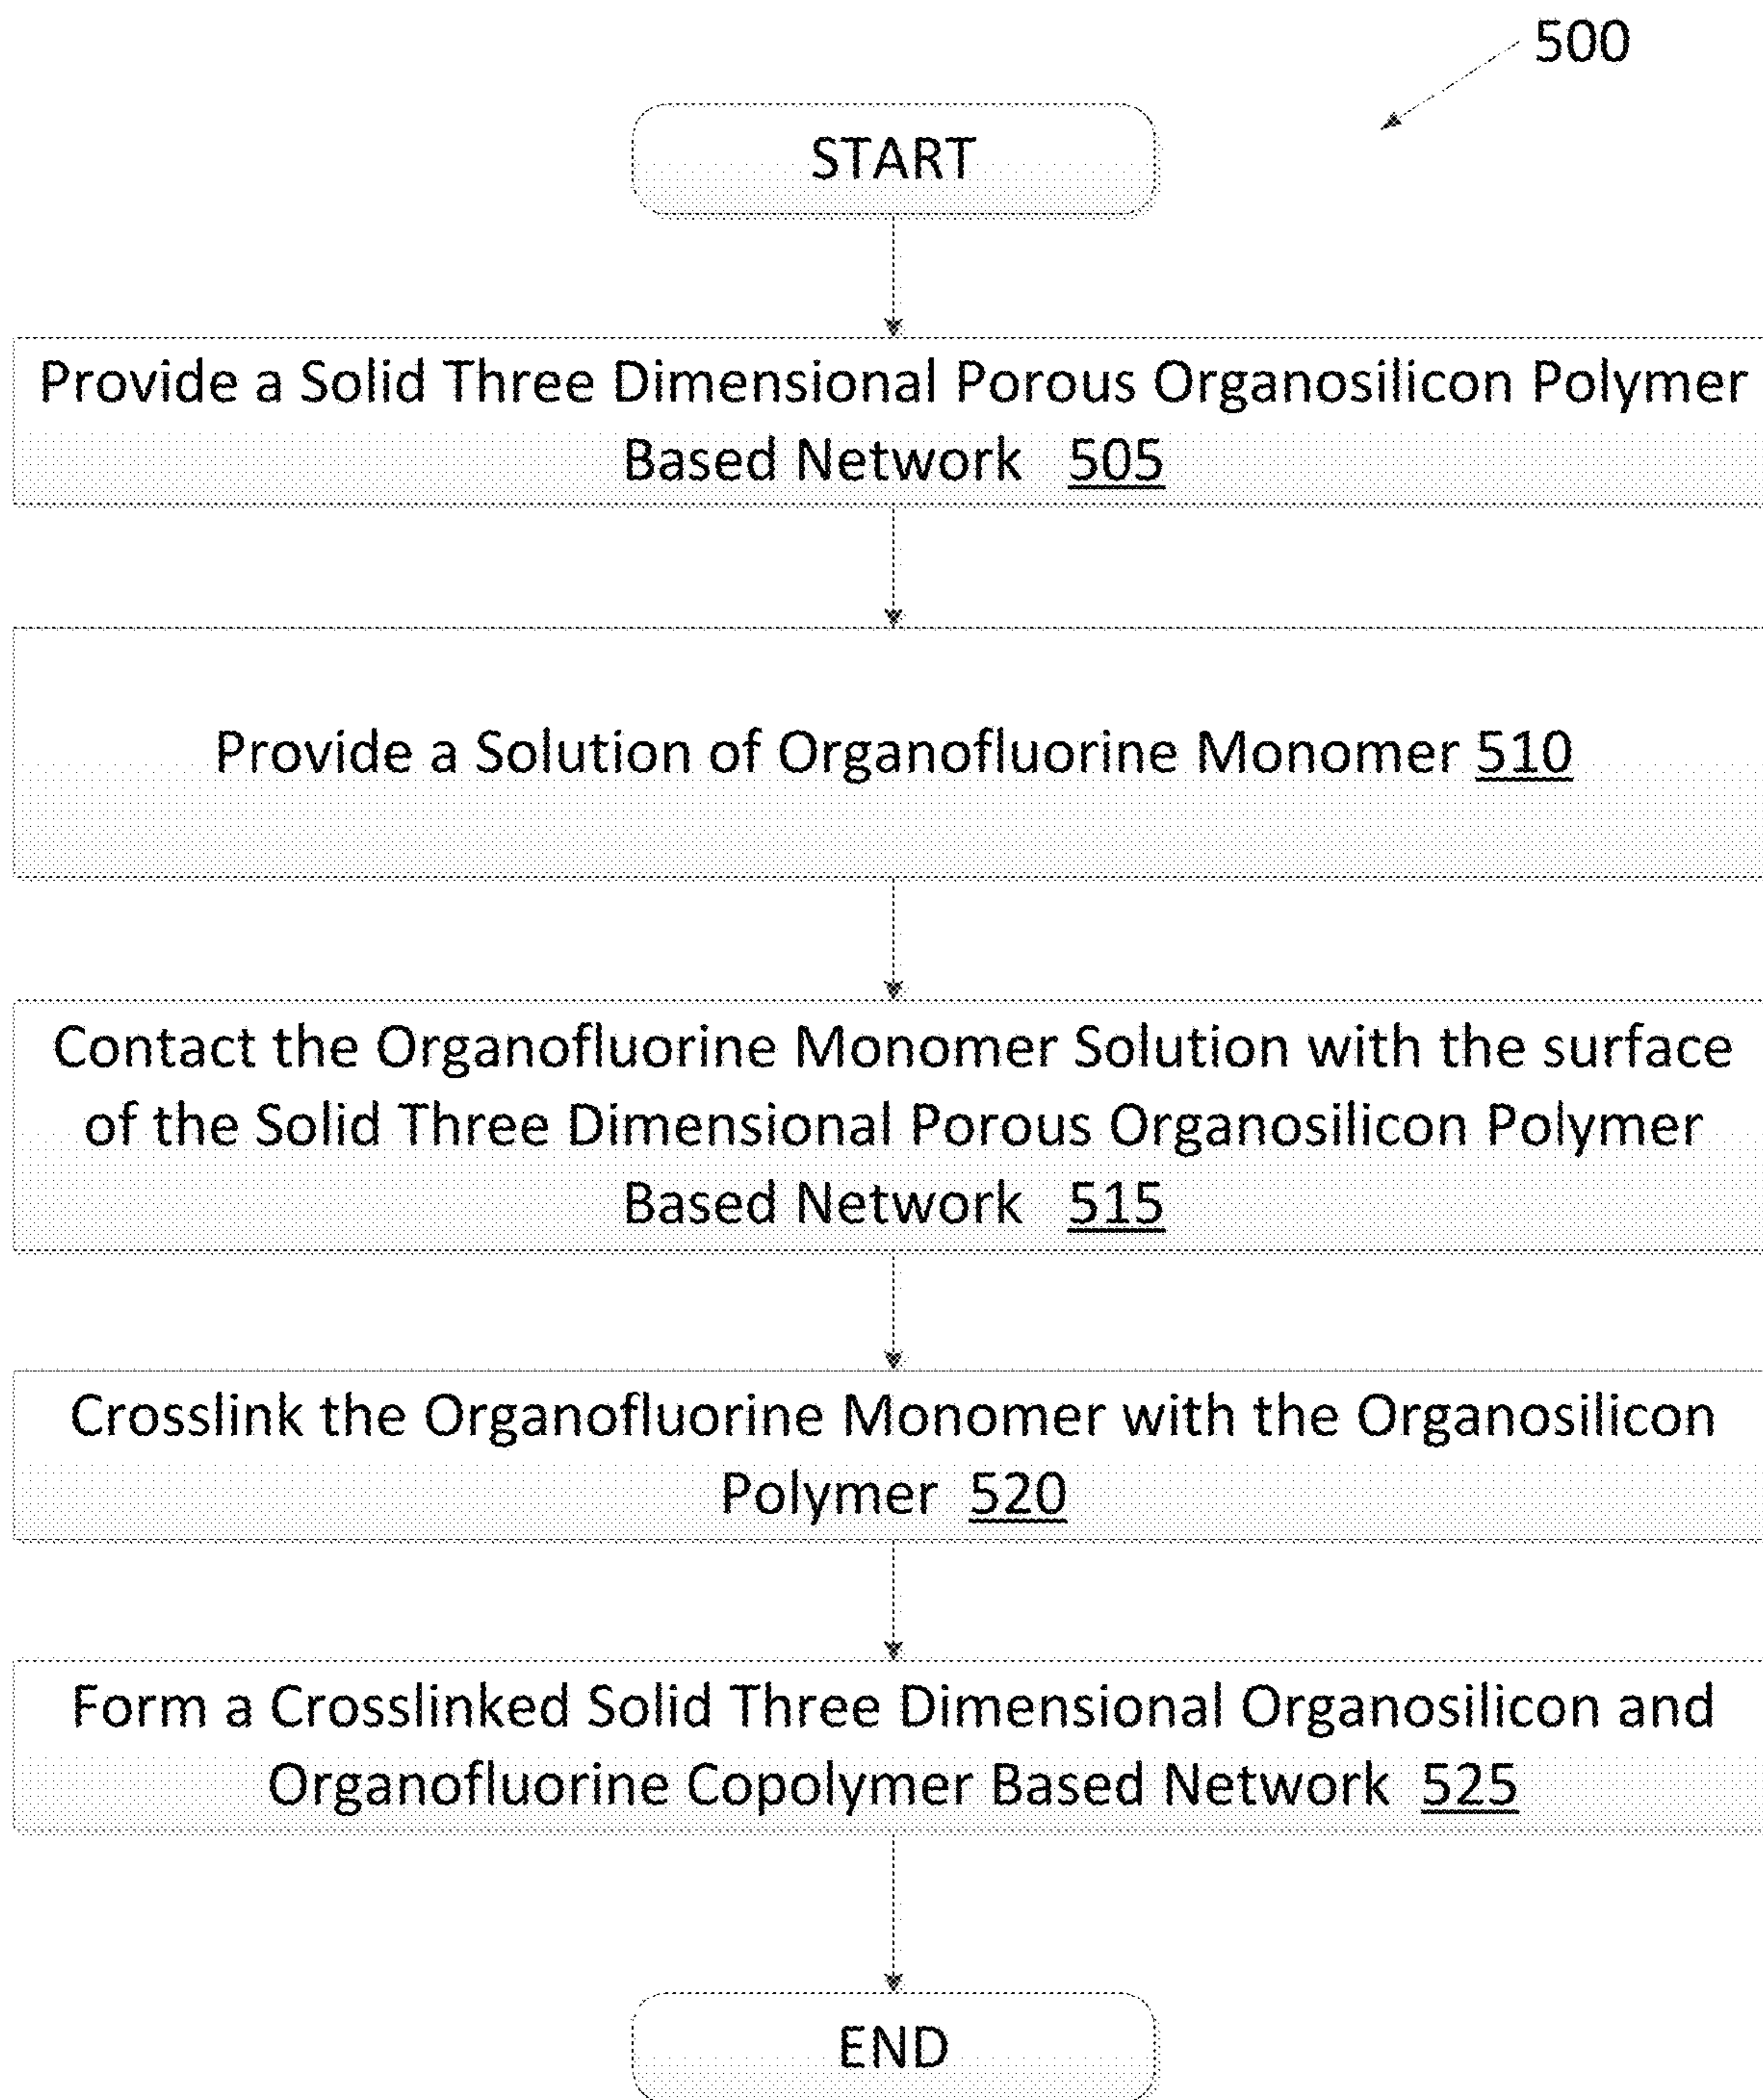 500
START
Provide a Solid Three Dimensional Porous Organosilicon Polymer
Based Network 505
Provide a Solution of Organofluorine Monomer 510
Contact the Organofluorine Monomer Solution with the surface
of the Solid Three Dimensional Porous Organosilicon Polymer
Based Network 515
Crosslink the Organofluorine Monomer with the Organosilicon
Polymer 520
Form a Crosslinked Solid Three Dimensional Organosilicon and
Organofluorine Copolymer Based Network 525
END